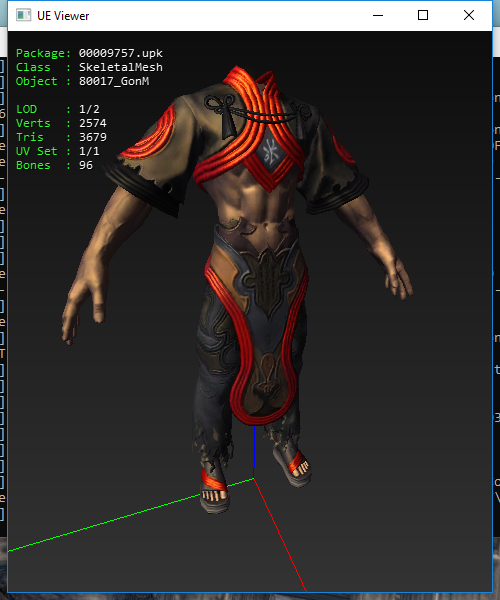 UE Viewer
Package: 00009757.upk
Class : SkeletalMesh
Object : 80017_GonM
LOD : 1/2
Verts : 2574
Tris : 3679
UV Set : 1/1
Bones : 96